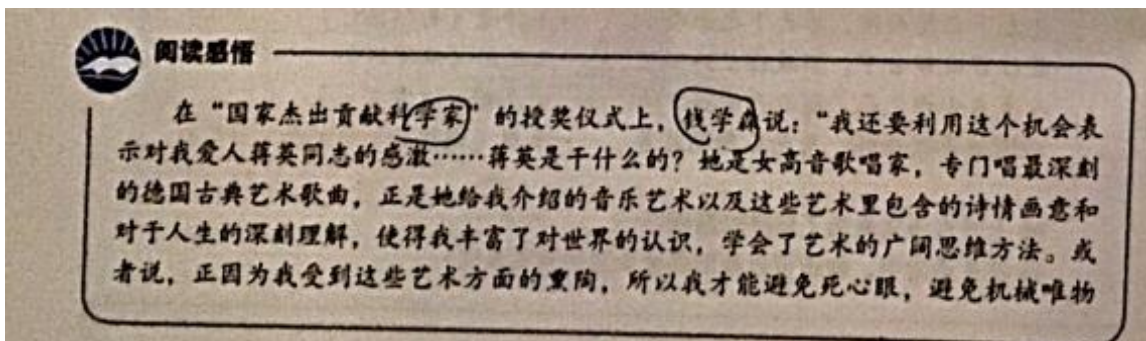 阅读感悟
在“国家杰出贡献科学家”的授奖仪式上，钱学森说：“我还要利用这个机会表
示对我爱人蒋英同志的感激……蒋英是干什么的？她是女高音歌唱家，专门唱最深刻
的德国古典艺术歌曲，正是她给我介绍的音乐艺术以及这些艺术里包含的诗情画意和
对于人生的深刻理解，使得我丰富了对世界的认识，学会了艺术的广阔思维方法。或
者说，正因为我受到这些艺术方面的熏陶，所以我才能避免死心眼，避免机械唯物